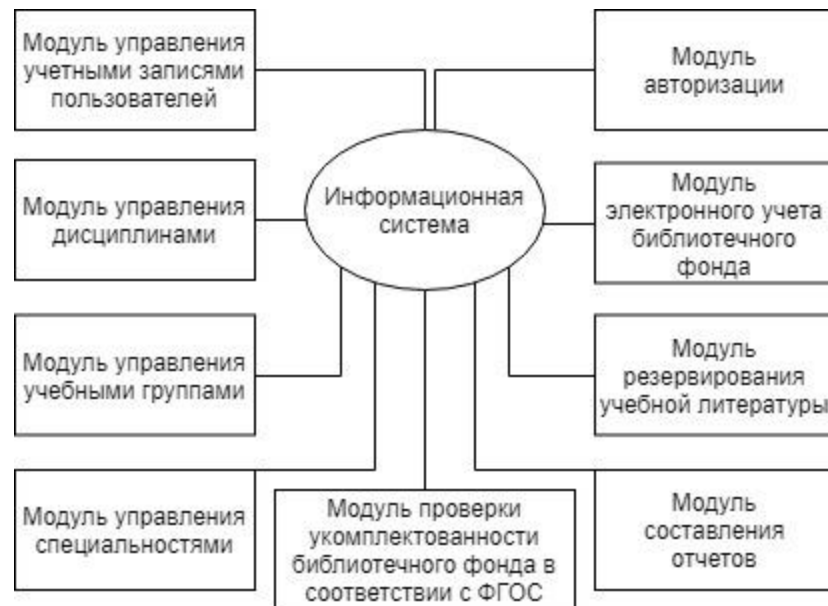 Модуль управления
учетными записями
пользователей
Модуль
авторизации
Информационная
система
Модуль управления
дисциплинами
Модуль
электронного учета
библиотечного
фонда
Модуль управления
учебными группами
Модуль
резервирования
учебной литературы
Модуль управления
специальностями
Модуль проверки
укомплектованности
библиотечного фонда в
соответствии с ФГОС
Модуль
составления
отчетов